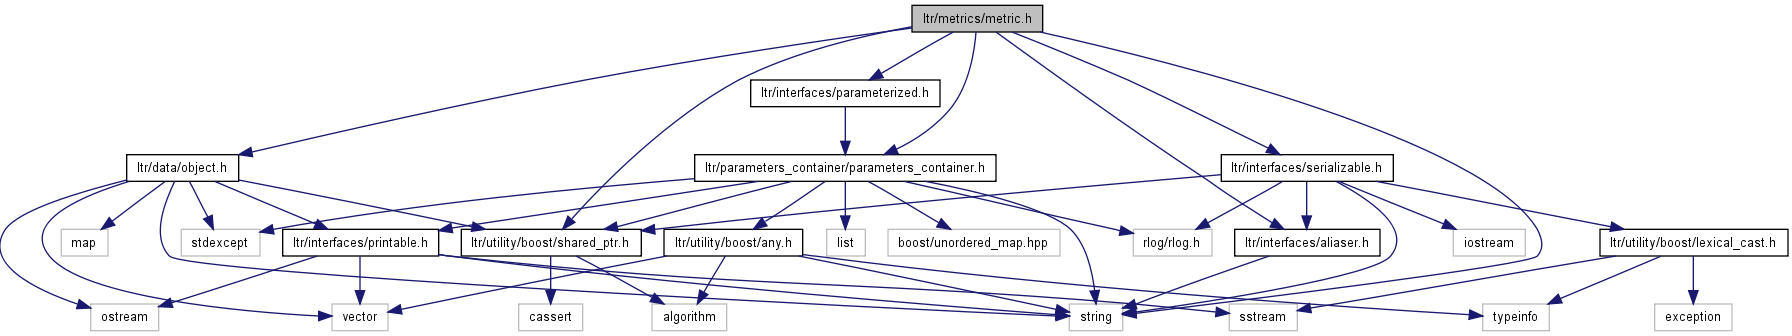 ltr/metrics/metric.h
ltr/interfaces/parameterized.h
ltr/data/object.h
ltr/parameters_container/parameters_container.h
ltr/interfaces/serializable.h
map
stdexcept
ltr/interfaces/printable.h
ltr/utility/boost/shared_ptr.h
ltr/utility/boost/any.h
list
boost/unordered_map.hpp
rlog/rlog.h
ltr/interfaces/aliaser.h
iostream
ltr/utility/boost/lexical_cast.h
ostream
vector
cassert
algorithm
string
sstream
typeinfo
exception